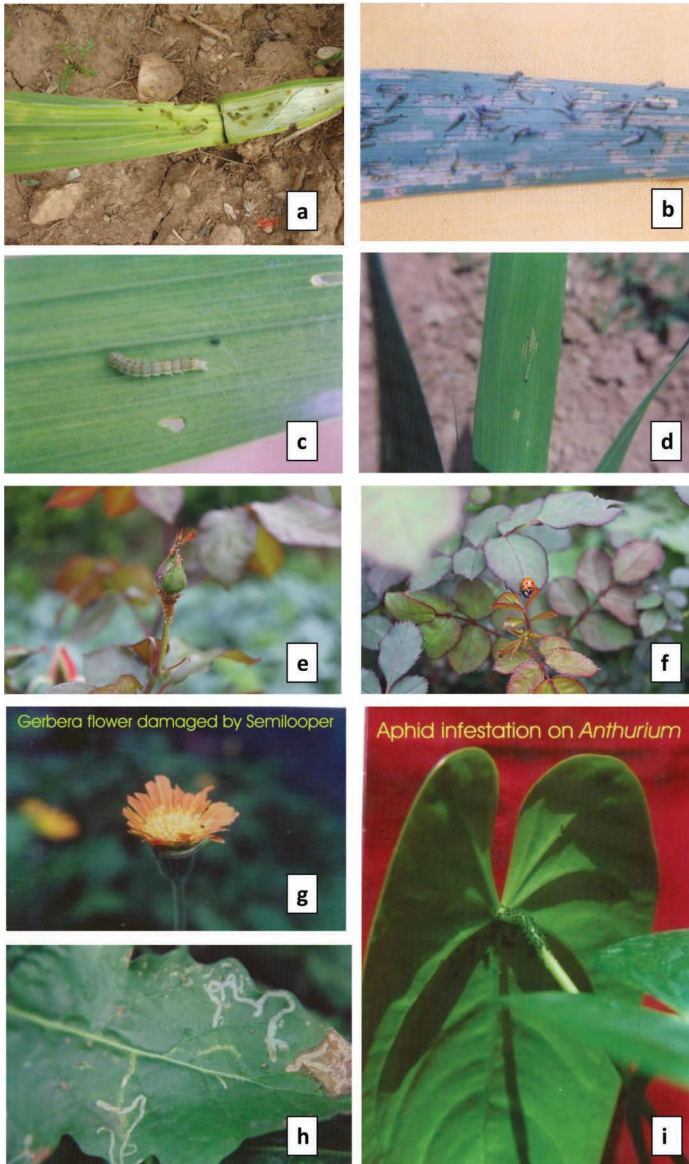 a
b
c
d
e
f
Gerbera flower damaged by Semilooper
g
Aphid infestation on Anthurium
h
i